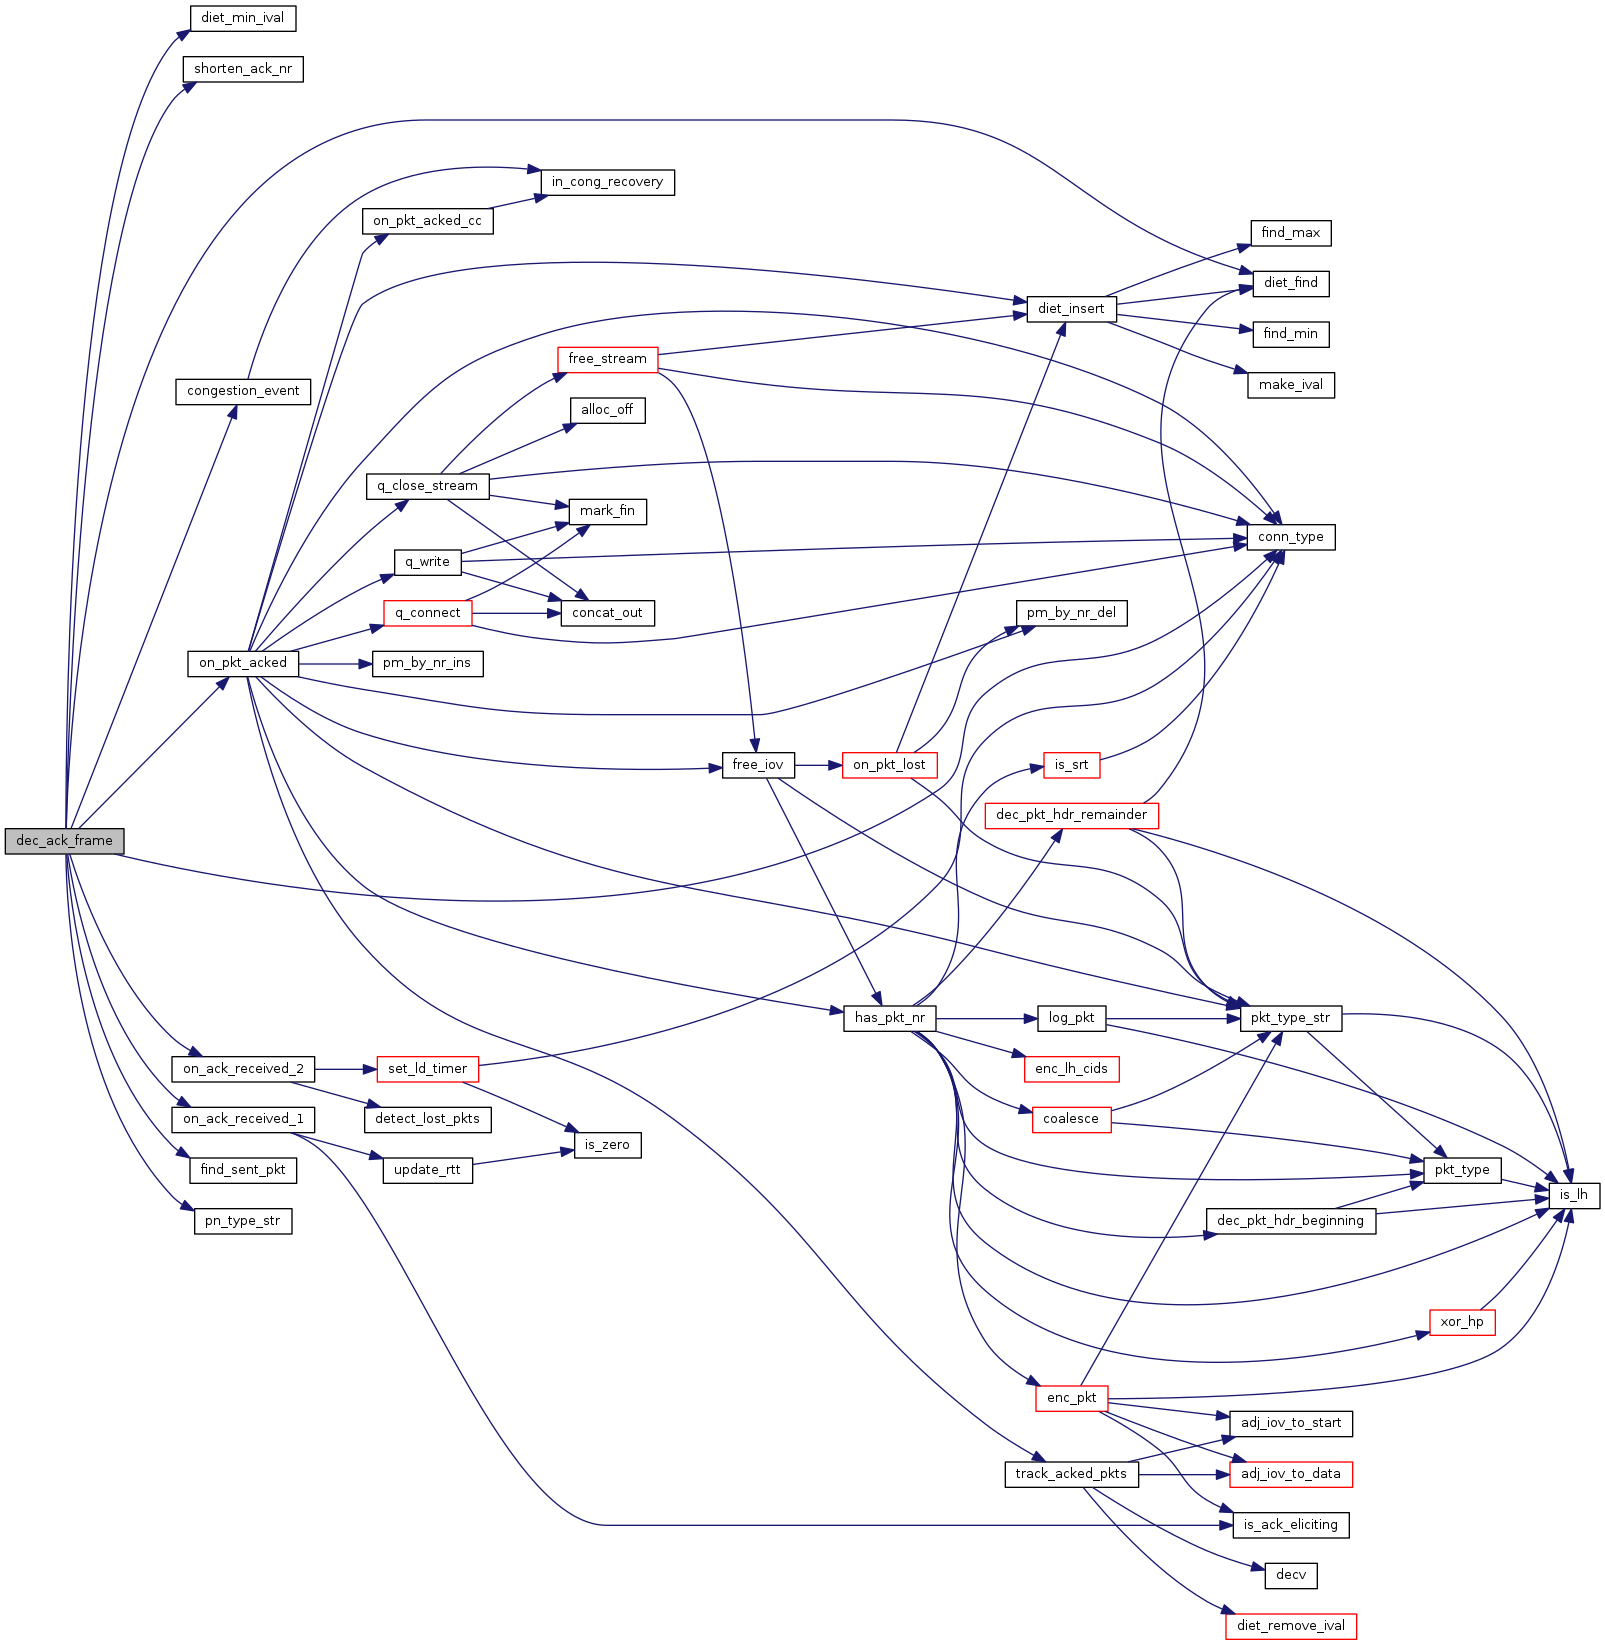 diet_min_ival
shorten_ack_nr
in_cong_recovery
on_pkt_acked_cc
find_max
diet_find
diet_insert
find_min
free_stream
make_ival
congestion_event
alloc_off
q_close_stream
mark_fin
conn_type
q_write
q_connect
concat_out
pm_by_nr_del
on_pkt_acked
pm_by_nr_ins
free_iov
on_pkt_lost
is_srt
dec_pkt_hdr_remainder
dec_ack_frame
has_pkt_nr
log_pkt
pkt_type_str
on_ack_received_2
set_ld_timer
enc_lh_cids
on_ack_received_1
detect_lost_pkts
coalesce
is_zero
find_sent_pkt
update_rtt
pkt_type
is_lh
pn_type_str
dec_pkt_hdr_beginning
xor_hp
enc_pkt
adj_iov_to_start
track_acked_pkts
adj_iov_to_data
is_ack_eliciting
decv
diet_remove_ival